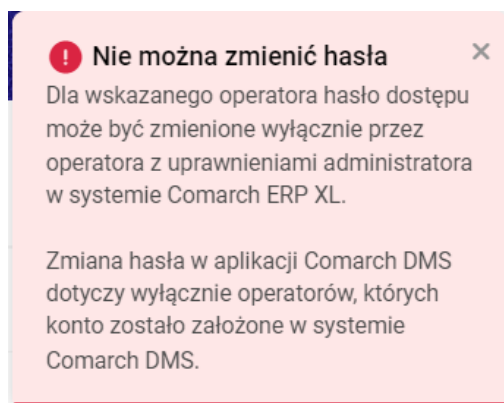 Nie można zmienić hasła
Dla wskazanego operatora hasło dostępu
może być zmienione wyłącznie przez
operatora z uprawnieniami administratora
w systemie Comarch ERP XL.
Zmiana hasła w aplikacji Comarch DMS
dotyczy wyłącznie operatorów, których
konto zostało założone w systemie
Comarch DMS.